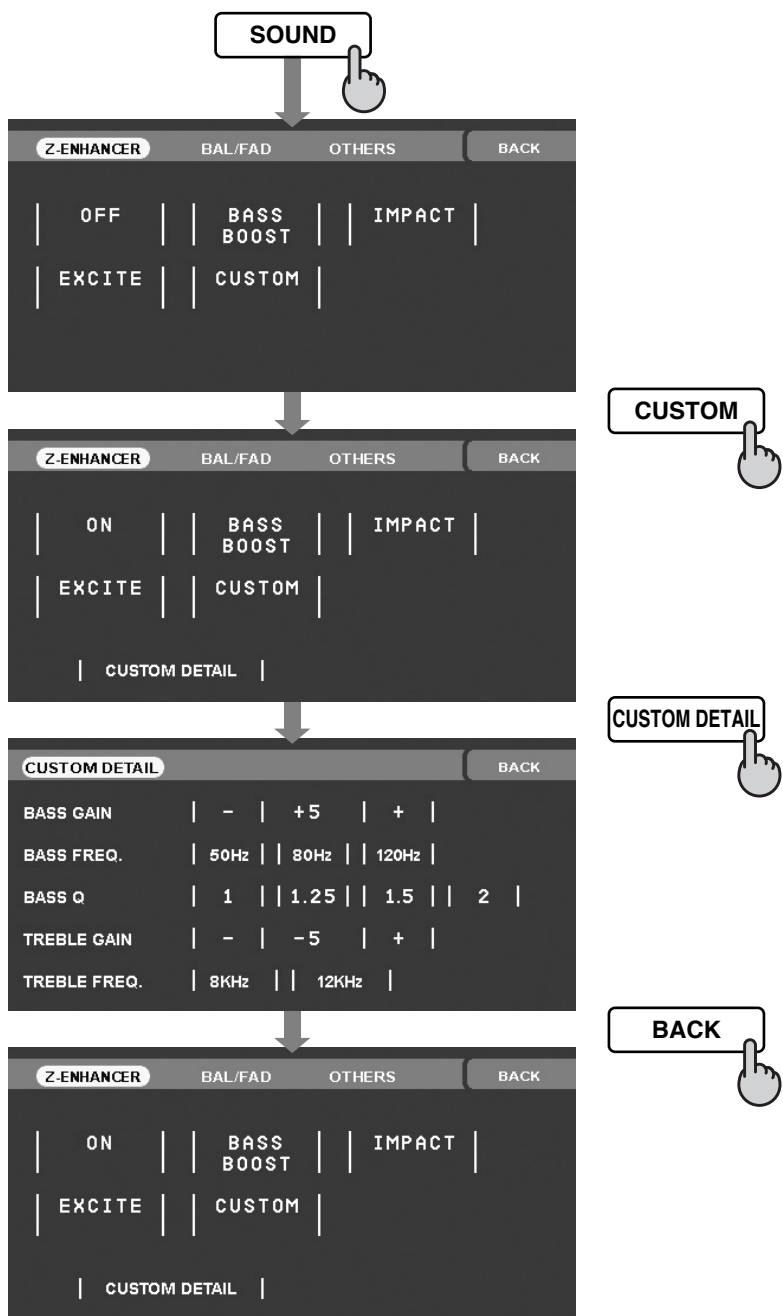 SOUND
Z-ENHANCER BAL/FAD OTHERS BACK
OFF BASS BOOST IMPACT
EXCITE CUSTOM
CUSTOM
Z-ENHANCER BAL/FAD OTHERS BACK
ON BASS BOOST IMPACT
EXCITE CUSTOM
CUSTOM DETAIL
CUSTOM DETAIL
CUSTOM DETAIL BACK
BASS GAIN - +5 +
BASS FREQ. 50Hz 80Hz 120Hz
BASS Q 1 1.25 1.5 2
TREBLE GAIN - -5 +
TREBLE FREQ. 8KHz 12KHz
BACK
Z-ENHANCER BAL/FAD OTHERS BACK
ON BASS BOOST IMPACT
EXCITE CUSTOM
CUSTOM DETAIL